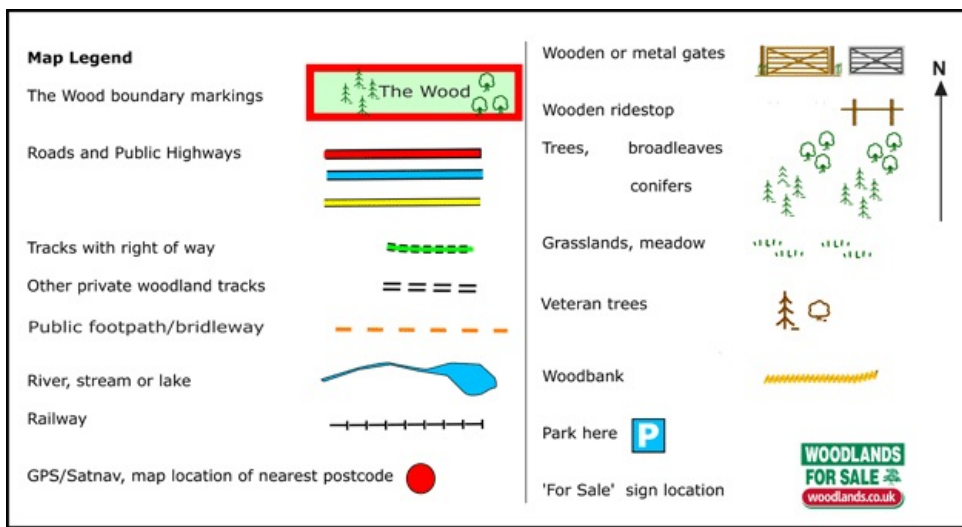 Map Legend
The Wood boundary markings
The Wood
Roads and Public Highways
Tracks with right of way
Other private woodland tracks
Public footpath/bridleway
River, stream or lake
Railway
GPS/Satnav, map location of nearest postcode
Wooden or metal gates
N
Wooden ridestop
Trees, broadleaves
conifers
Grasslands, meadow
Veteran trees
Woodbank
Park here P
'For Sale' sign location
WOODLANDS
FOR SALE
woodlands.co.uk